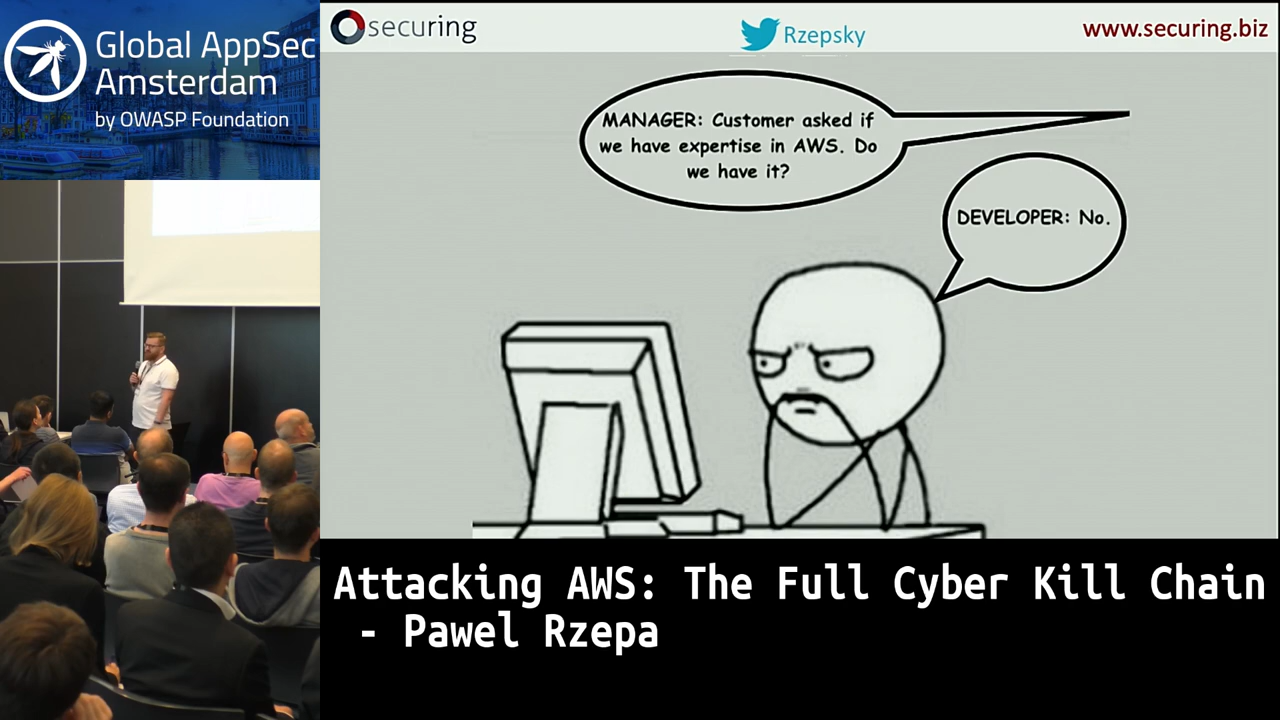 Global AppSec
Amsterdam
by OWASP Foundation
securing
Rzepsky
www.securing.biz
MANAGER: Customer asked if
we have expertise in AWS. Do
we have it?
DEVELOPER: No.
Attacking AWS: The Full Cyber Kill Chain
- Pawel Rzepa